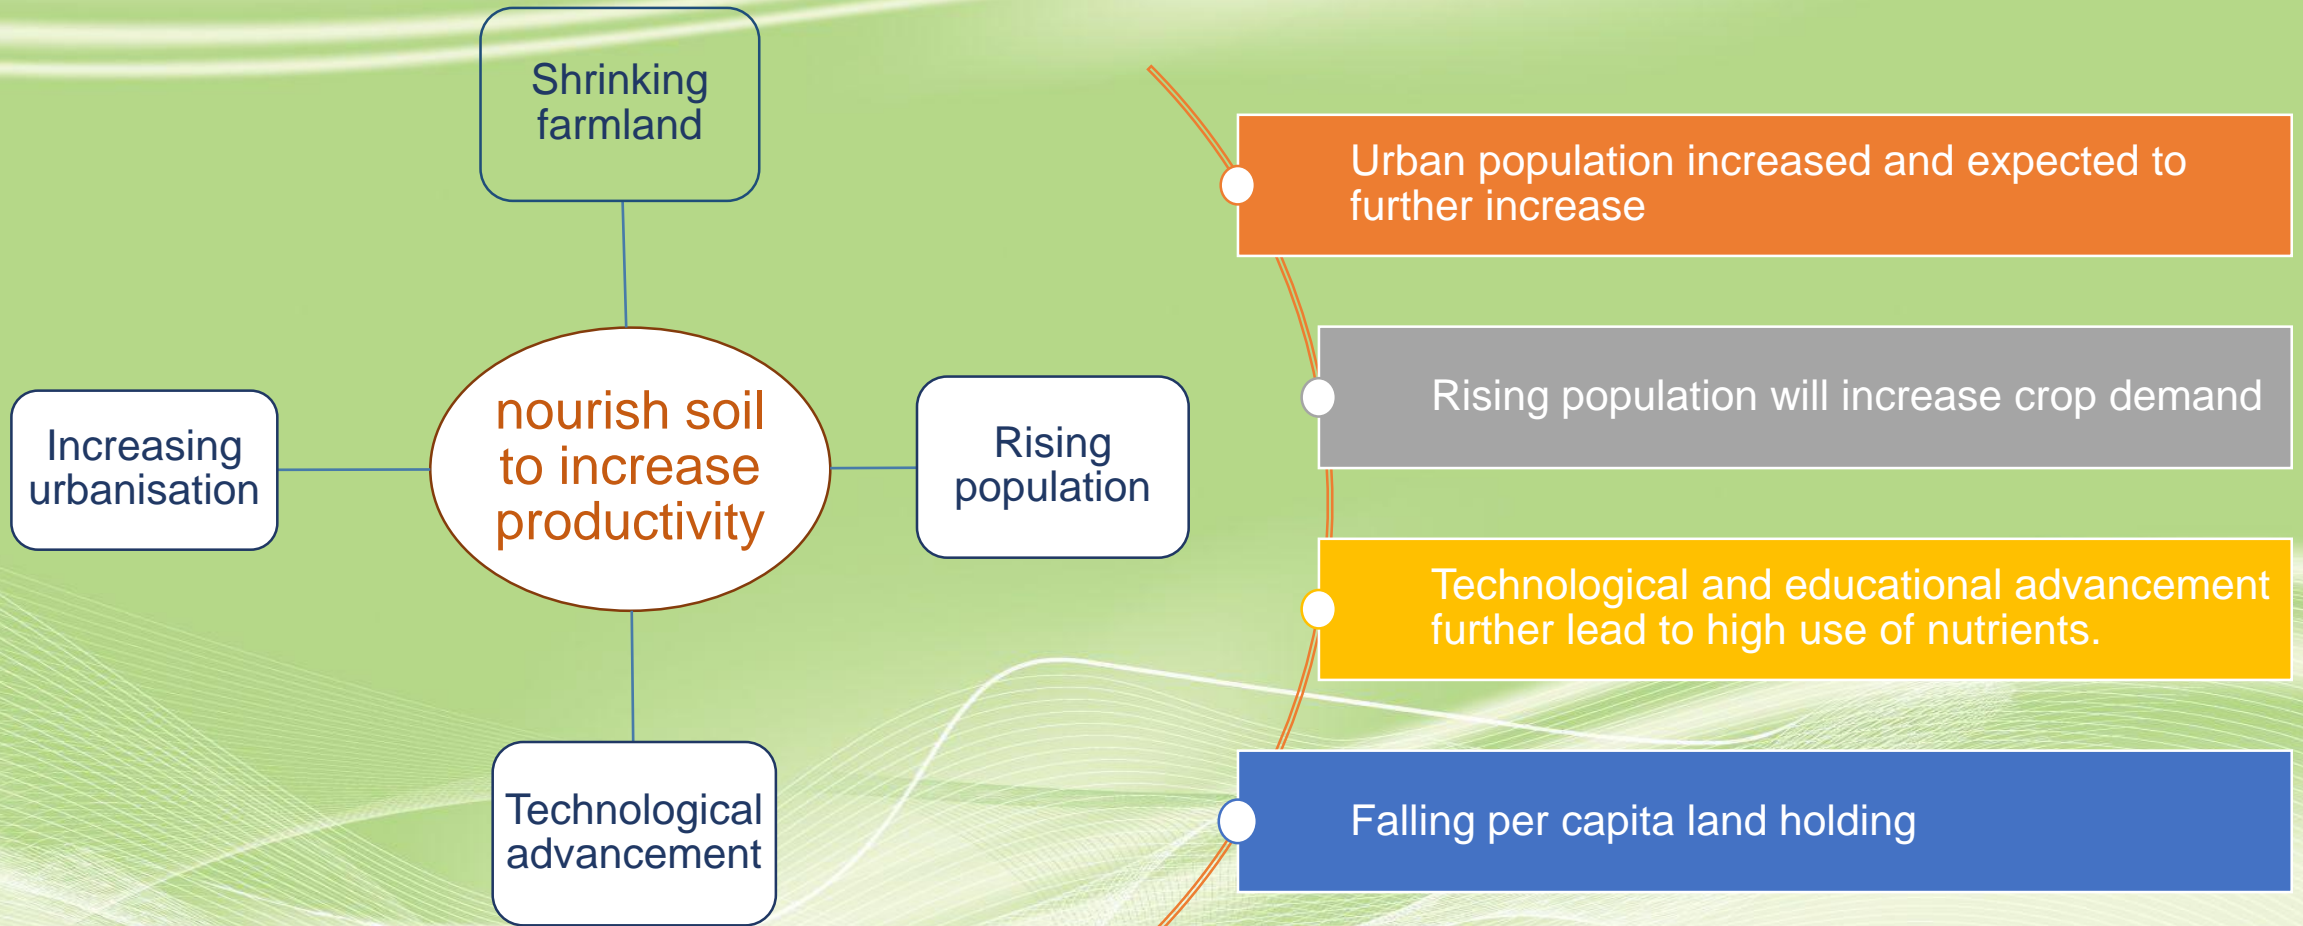 Shrinking
farmland
Increasing
urbanisation
nourish soil
to increase
productivity
Rising
population
Technological
advancement
Urban population increased and expected to
further increase
Rising population will increase crop demand
Technological and educational advancement
further lead to high use of nutrients.
Falling per capita land holding